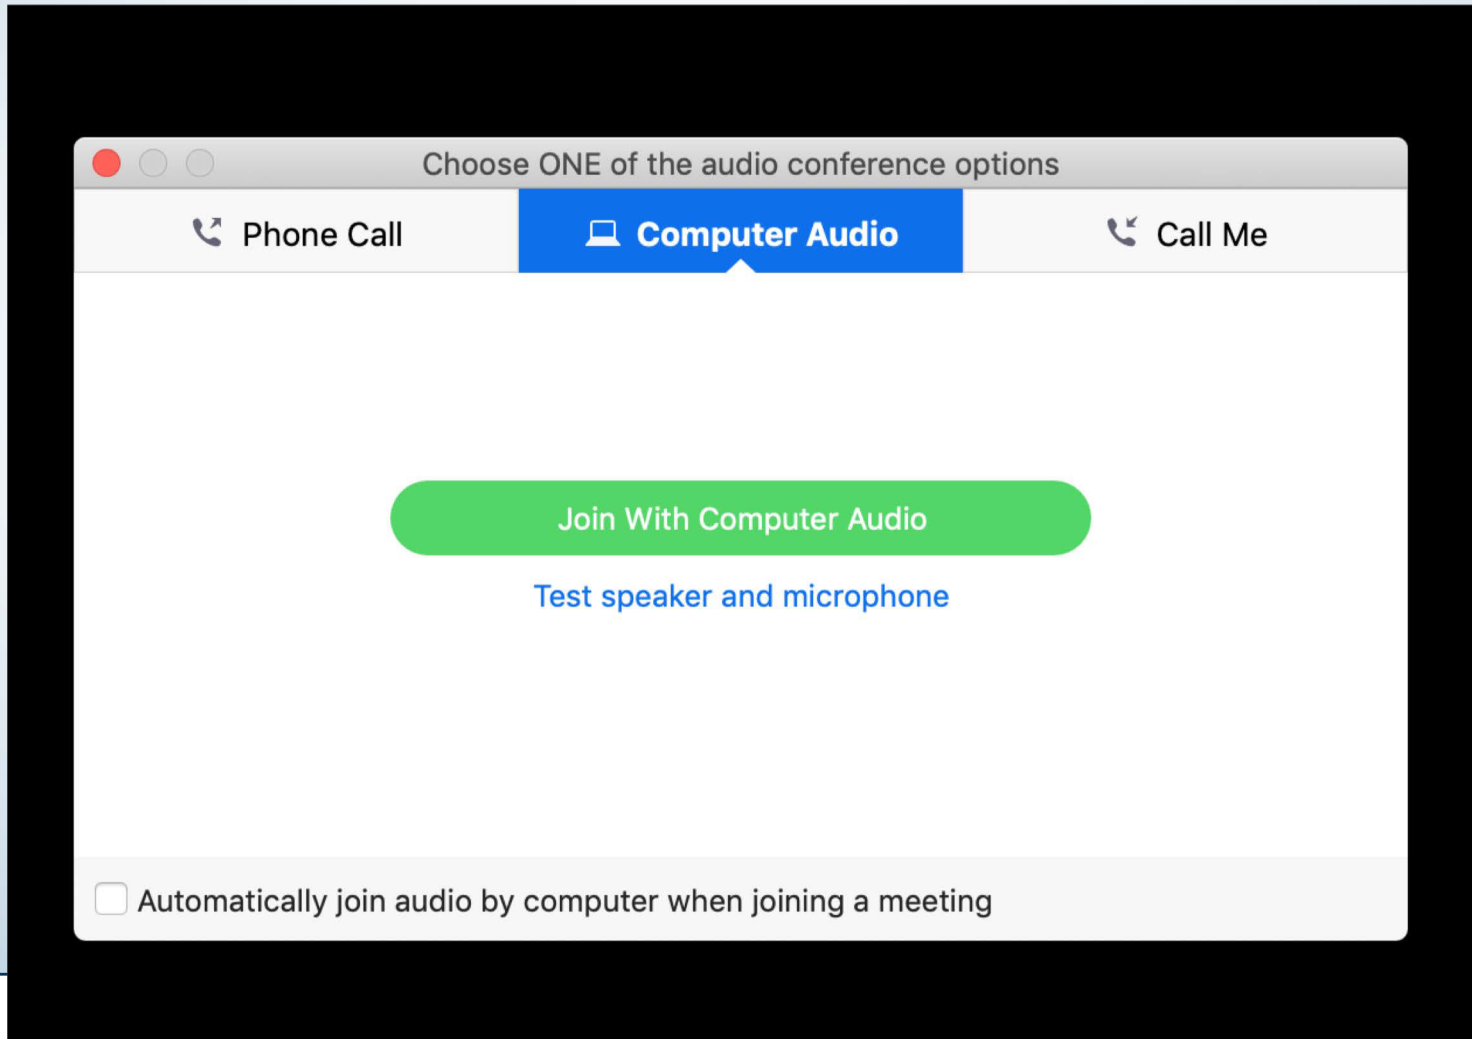 Choose ONE of the audio conference options
Phone Call
Computer Audio
Call Me
Join With Computer Audio
Test speaker and microphone
Automatically join audio by computer when joining a meeting